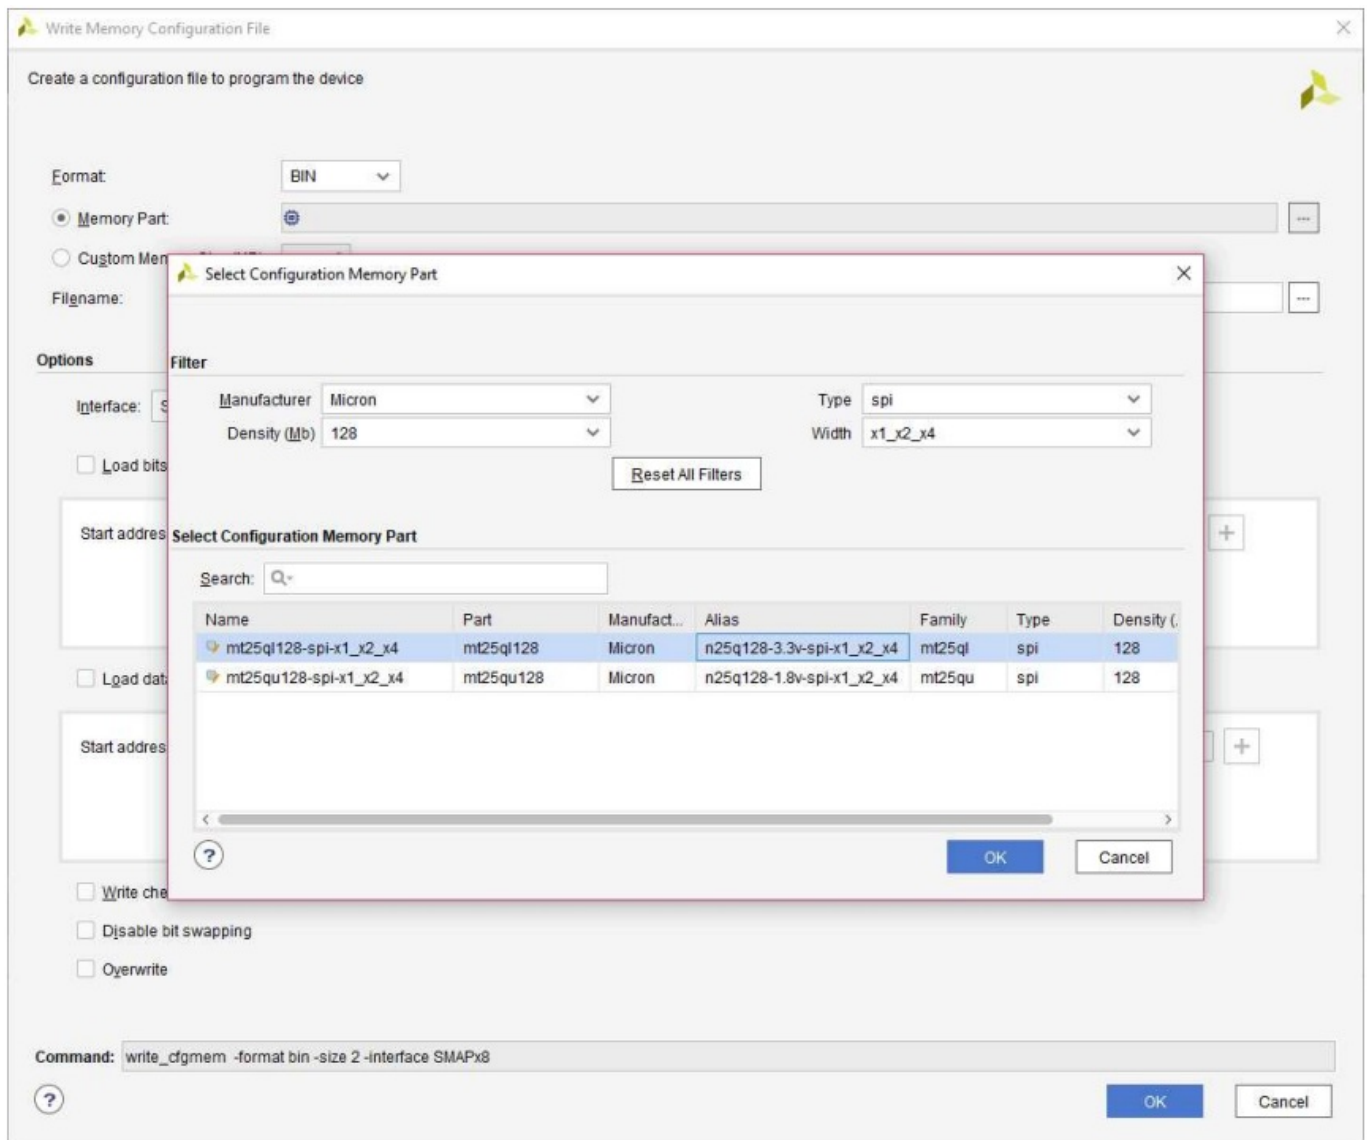 Write Memory Configuration File
Create a configuration file to program the device
Format: BIN
Memory Part: ...
Custom Mem
Filename: ...
Options
Interface: S
Load bits
Start addres
Load data
Start addres
Write che
Disable bit swapping
Overwrite
Select Configuration Memory Part
Filter
Manufacturer Micron Type spi
Density (Mb) 128 Width x1_x2_x4
Reset All Filters
Select Configuration Memory Part
Search:
Name Part Manufact... Alias Family Type Density (.
mt25ql128-spi-x1_x2_x4 mt25ql128 Micron n25q128-3.3v-spi-x1_x2_x4 mt25ql spi 128
mt25qu128-spi-x1_x2_x4 mt25qu128 Micron n25q128-1.8v-spi-x1_x2_x4 mt25qu spi 128
? OK Cancel
Command: write_cfgmem -format bin -size 2 -interface SMAPx8
? OK Cancel